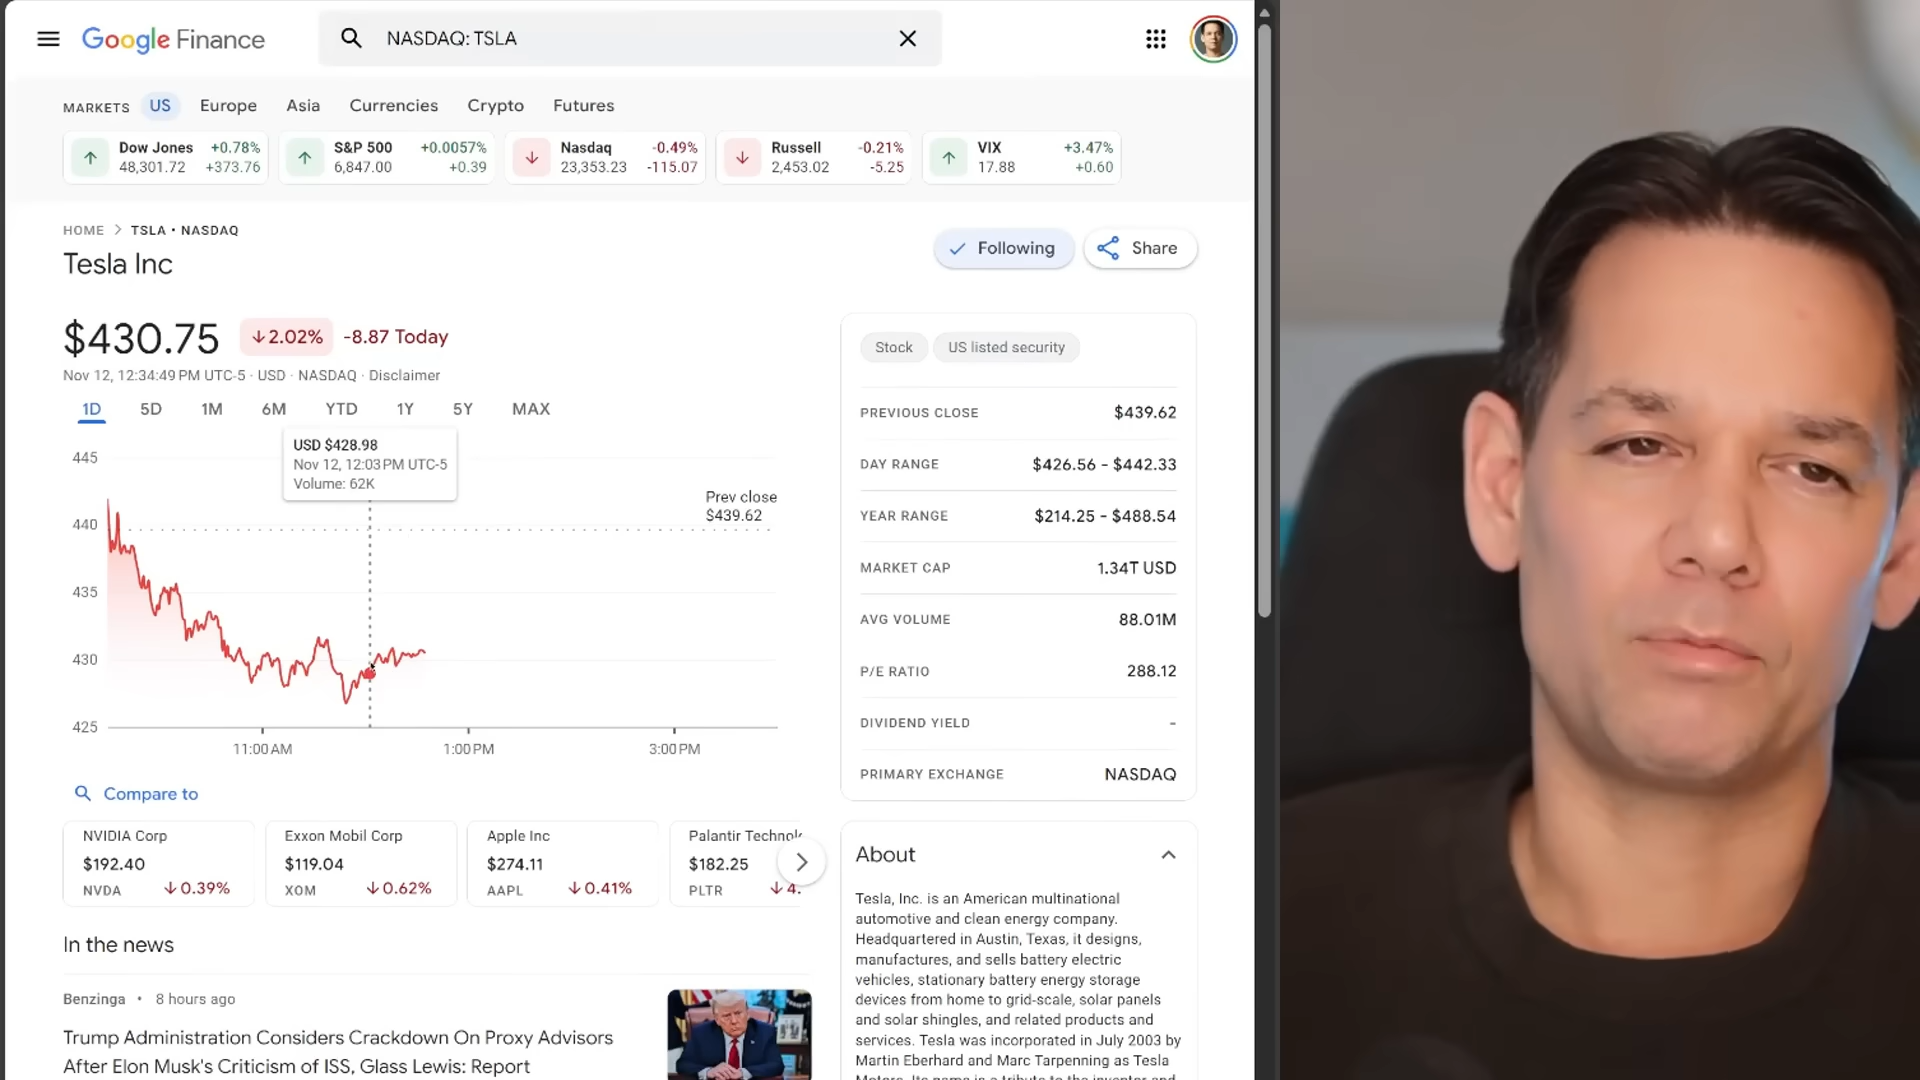 Google Finance
NASDAQ: TSLA
MARKETS US Europe Asia Currencies Crypto Futures
Dow Jones +0.78%
48,301.72 +373.76
S&P 500 +0.0057%
6,847.00 +0.39
Nasdaq -0.49%
23,353.23 -115.07
Russell -0.21%
2,453.02 -5.25
VIX +3.47%
17.88 +0.60
HOME > TSLA • NASDAQ
Tesla Inc
Following
Share
$430.75 ↓2.02% -8.87 Today
Nov 12, 12:34:49 PM UTC-5 · USD · NASDAQ · Disclaimer
1D 5D 1M 6M YTD 1Y 5Y MAX
USD $428.98
Nov 12, 12:03 PM UTC-5
Volume: 62K
445
440
435
430
425
Prev close
$439.62
11:00 AM 1:00 PM 3:00 PM
Stock US listed security
PREVIOUS CLOSE $439.62
DAY RANGE $426.56 - $442.33
YEAR RANGE $214.25 - $488.54
MARKET CAP 1.34T USD
AVG VOLUME 88.01M
P/E RATIO 288.12
DIVIDEND YIELD -
PRIMARY EXCHANGE NASDAQ
Compare to
NVIDIA Corp
$192.40
NVDA ↓0.39%
Exxon Mobil Corp
$119.04
XOM ↓0.62%
Apple Inc
$274.11
AAPL ↓0.41%
Palantir Technol
$182.25
PLTR ↓4.
In the news
Benzinga • 8 hours ago
Trump Administration Considers Crackdown On Proxy Advisors
After Elon Musk's Criticism of ISS, Glass Lewis: Report
About
Tesla, Inc. is an American multinational
automotive and clean energy company.
Headquartered in Austin, Texas, it designs,
manufactures, and sells battery electric
vehicles, stationary battery energy storage
devices from home to grid-scale, solar panels
and solar shingles, and related products and
services. Tesla was incorporated in July 2003 by
Martin Eberhard and Marc Tarpenning as Tesla
Motors. Its name is a tribute to the inventor and